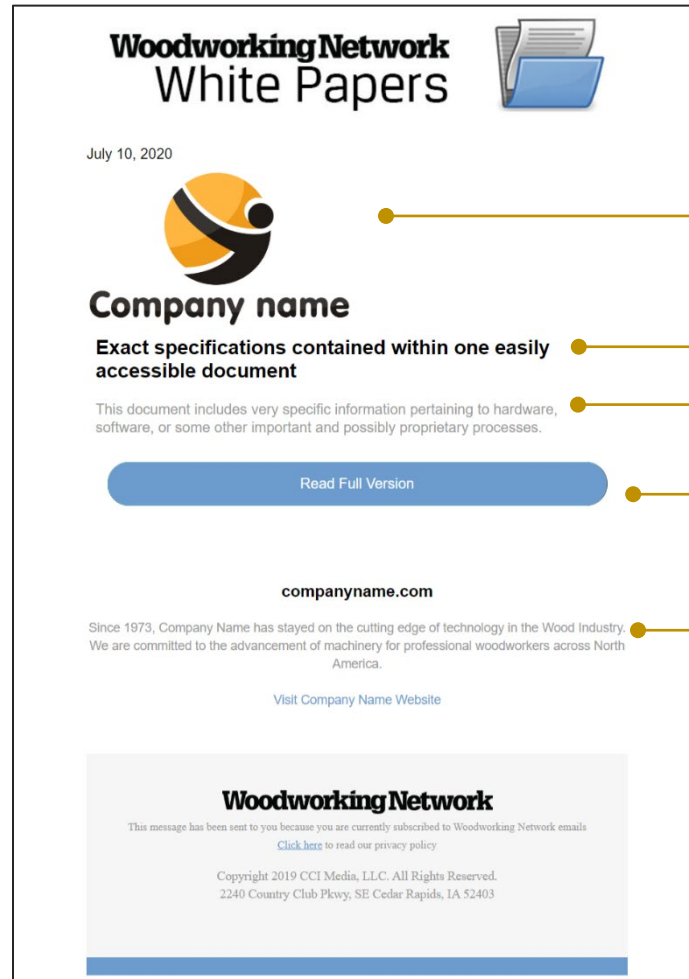 Woodworking Network
White Papers
July 10, 2020
Company name
Exact specifications contained within one easily
accessible document
This document includes very specific information pertaining to hardware,
software, or some other important and possibly proprietary processes.
Read Full Version
companyname.com
Since 1973, Company Name has stayed on the cutting edge of technology in the Wood Industry.
We are committed to the advancement of machinery for professional woodworkers across North
America.
Visit Company Name Website
Woodworking Network
This message has been sent to you because you are currently subscribed to Woodworking Network emails
Click here to read our privacy policy
Copyright 2019 CCI Media, LLC. All Rights Reserved.
2240 Country Club Pkwy, SE Cedar Rapids, IA 52403